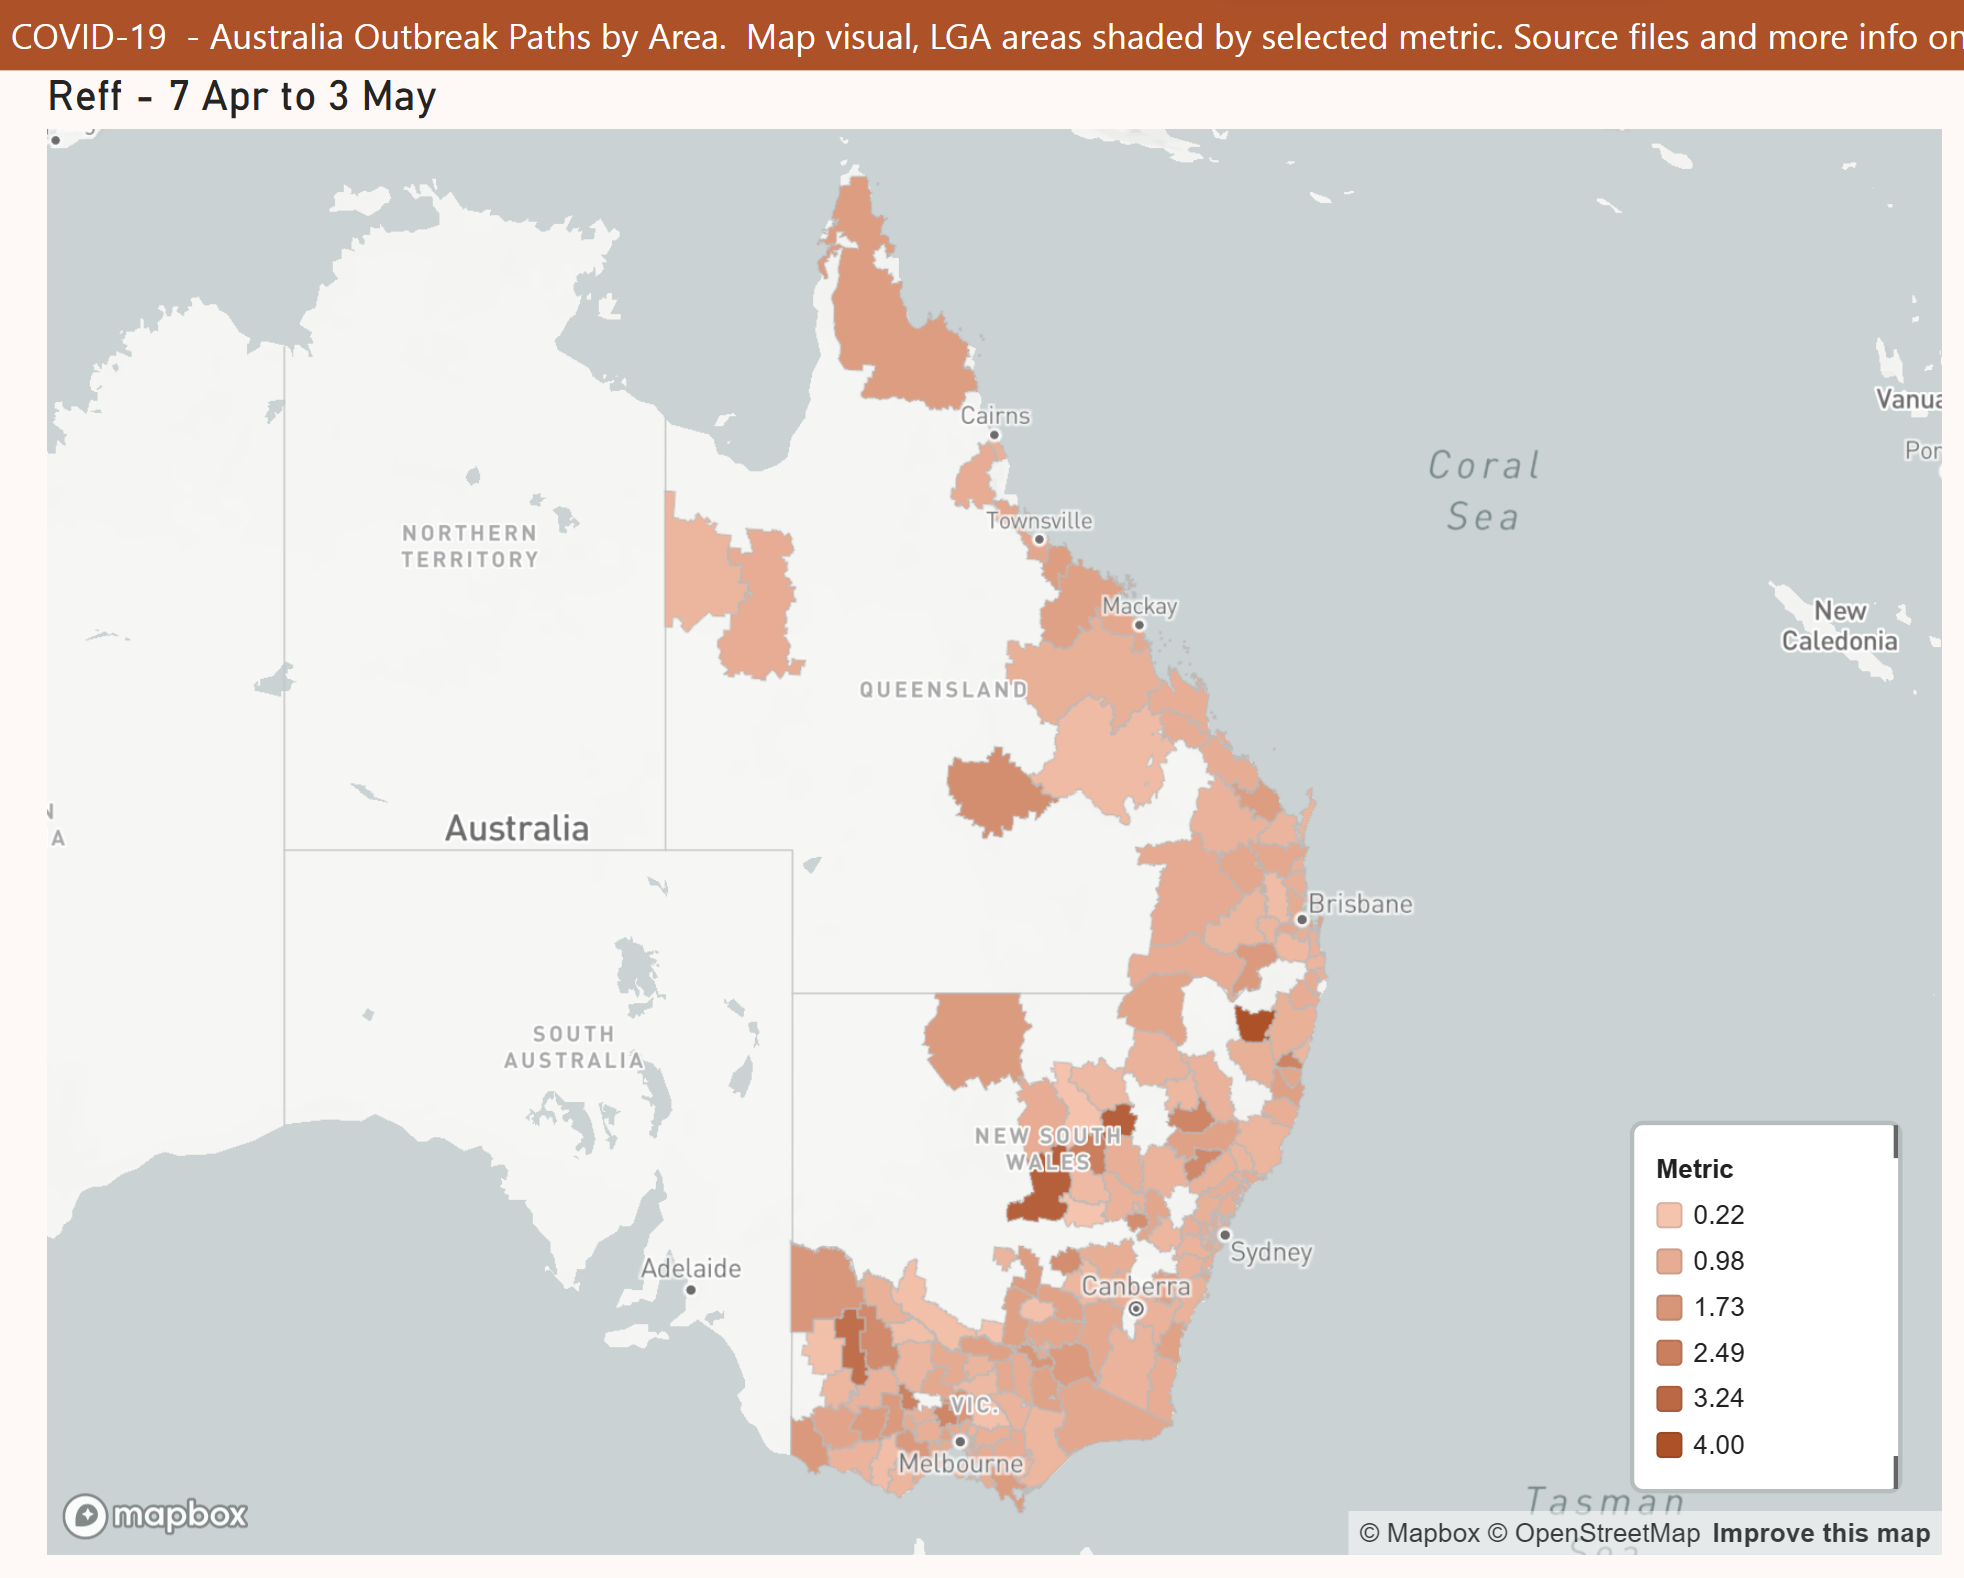 COVID-19  - Australia Outbreak Paths by Area.  Map visual, LGA areas shaded by selected metric. Source files and more info on
Reff - 7 Apr to 3 May
Cairns
Vanua
Por
Coral
Sea
Townsville
NORTHERN
TERRITORY
Mackay
New
Caledonia
QUEENSLAND
N
A
Australia
Brisbane
SOUTH
AUSTRALIA
NEW SOUTH
WALES
Metric
0.22
0.98
1.73
2.49
3.24
4.00
Sydney
Adelaide
Canberra
VIC.
Melbourne
Tasman
Sea
mapbox
© Mapbox © OpenStreetMap Improve this map